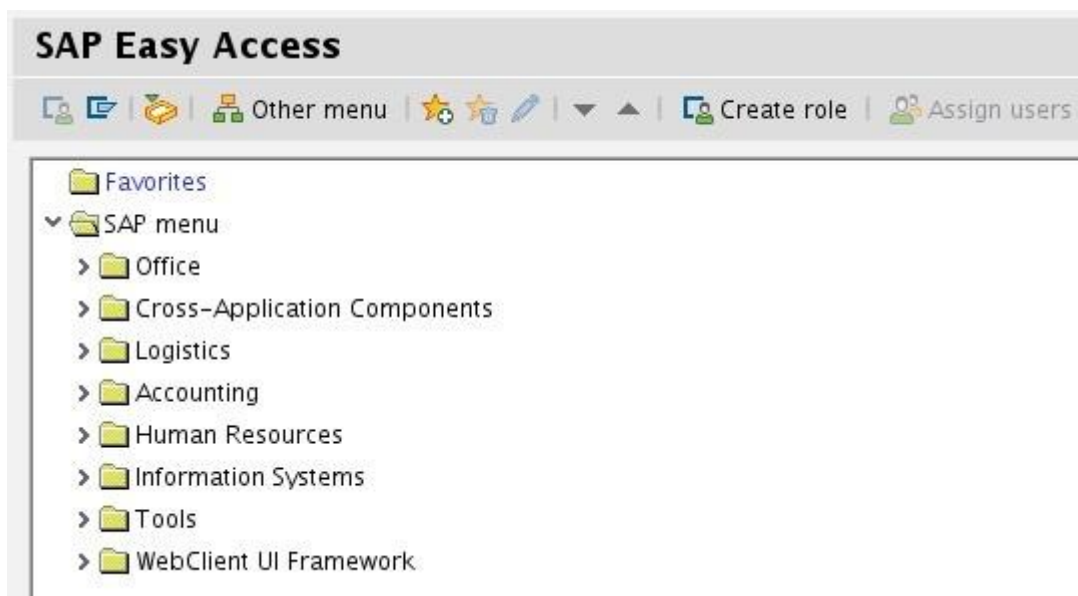 SAP Easy Access
Other menu Create role Assign users
Favorites
SAP menu
Office
Cross-Application Components
Logistics
Accounting
Human Resources
Information Systems
Tools
WebClient UI Framework